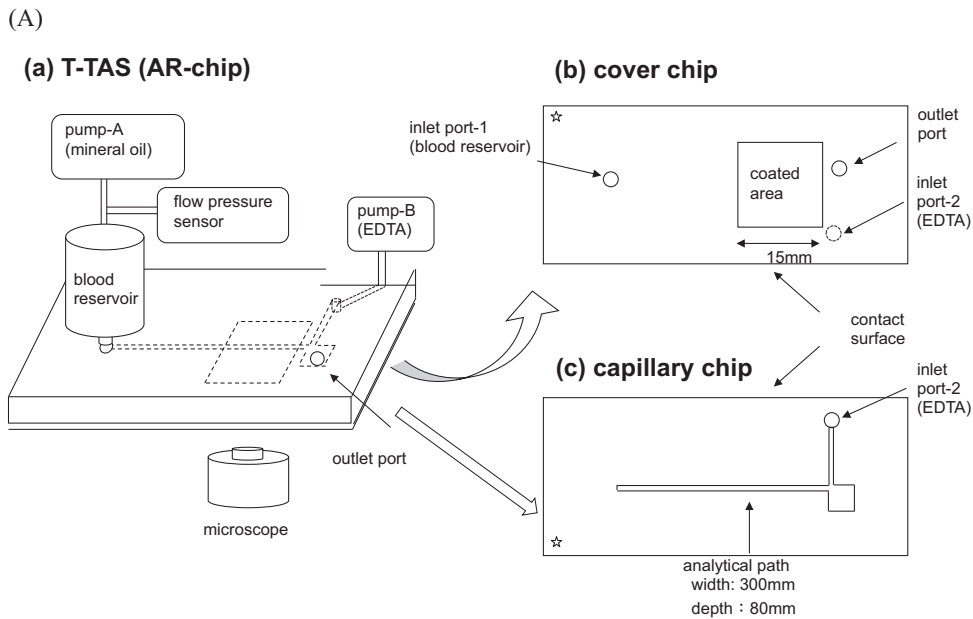 (A)
(a) T-TAS (AR-chip)
pump-A
(mineral oil)
flow pressure
sensor
pump-B
(EDTA)
blood
reservoir
outlet port
microscope
(b) cover chip
inlet port-1
(blood reservoir)
coated
area
15mm
outlet
port
inlet
port-2
(EDTA)
contact
surface
(c) capillary chip
inlet
port-2
(EDTA)
analytical path
width: 300mm
depth : 80mm